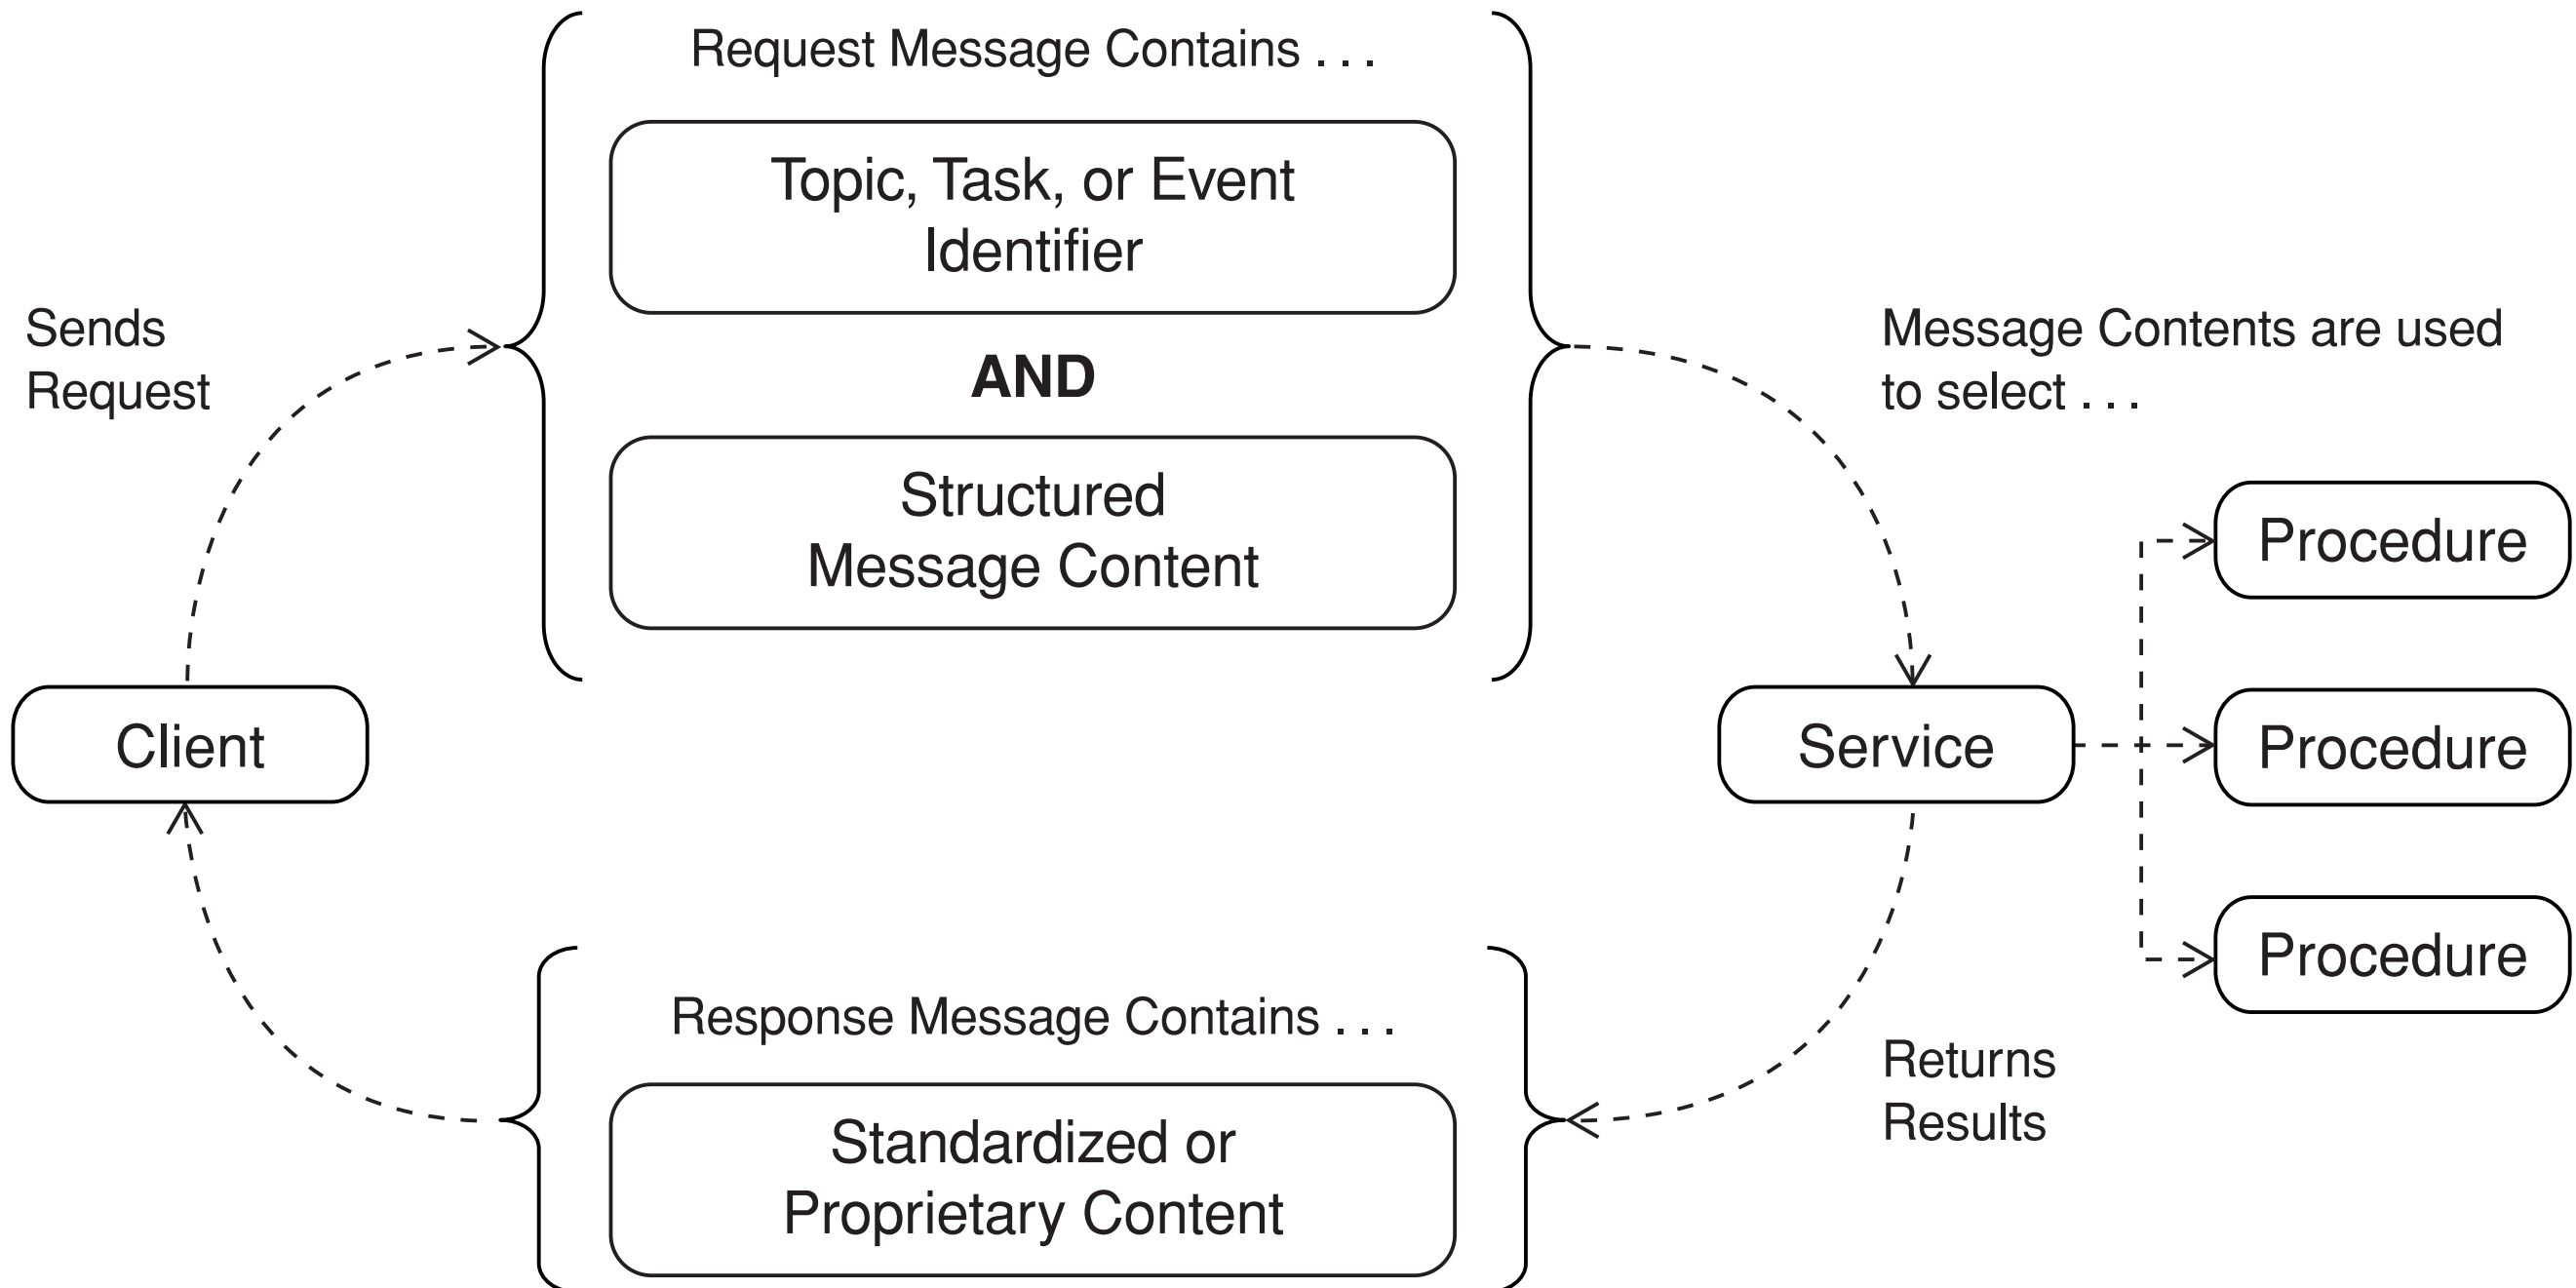 Request Message Contains . . .
Topic, Task, or Event
Identifier
Sends
Request
AND
Message Contents are used
to select . . .
Structured
Message Content
Procedure
Client
Service
Procedure
Procedure
Response Message Contains . . .
Returns
Results
Standardized or
Proprietary Content